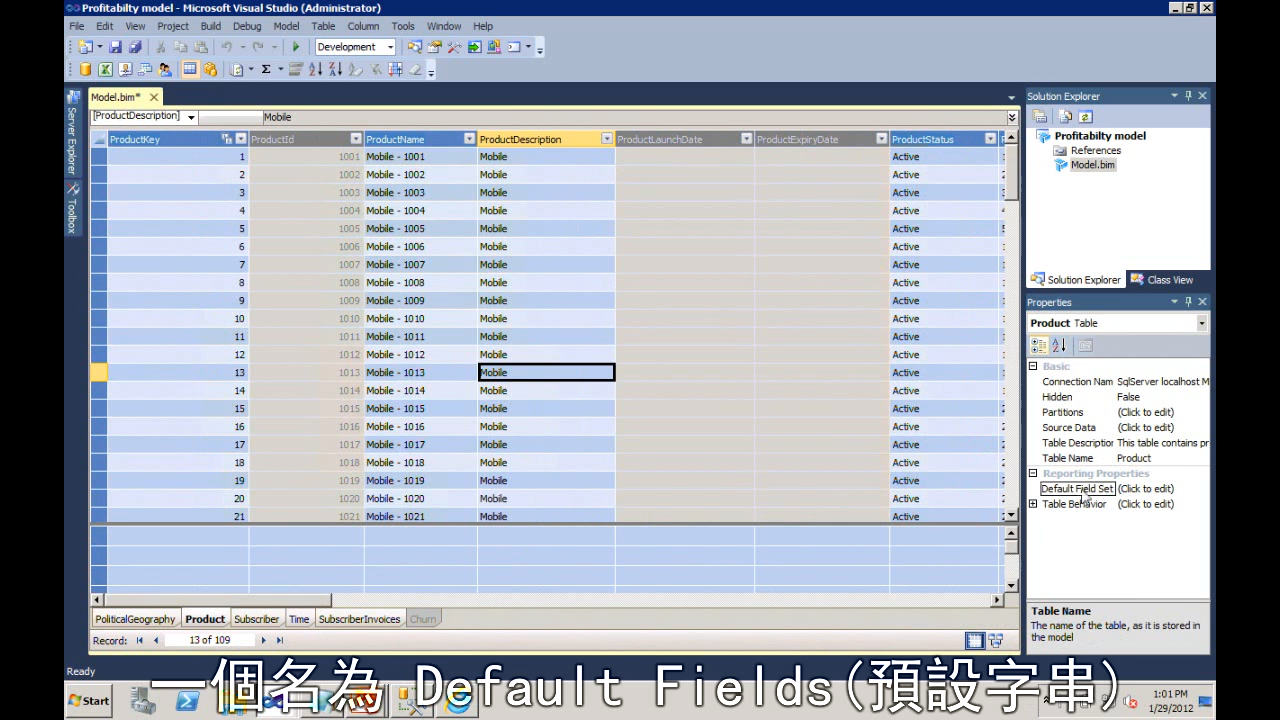 Profitabilty model - Microsoft Visual Studio (Administrator)
File Edit View Project Build Debug Model Table Column Tools Window Help
Development
Model.bim*
Solution Explorer
[ProductDescription] Mobile
Server Explorer
Toolbox
Profitabilty model
References
Model.bim
ProductKey ProductId ProductName ProductDescription ProductLaunchDate ProductExpiryDate ProductStatus
1 1001 Mobile - 1001 Mobile Active
2 1002 Mobile - 1002 Mobile Active
3 1003 Mobile - 1003 Mobile Active
4 1004 Mobile - 1004 Mobile Active
5 1005 Mobile - 1005 Mobile Active
6 1006 Mobile - 1006 Mobile Active
7 1007 Mobile - 1007 Mobile Active
8 1008 Mobile - 1008 Mobile Active
9 1009 Mobile - 1009 Mobile Active
10 1010 Mobile - 1010 Mobile Active
11 1011 Mobile - 1011 Mobile Active
12 1012 Mobile - 1012 Mobile Active
13 1013 Mobile - 1013 Mobile Active
14 1014 Mobile - 1014 Mobile Active
15 1015 Mobile - 1015 Mobile Active
16 1016 Mobile - 1016 Mobile Active
17 1017 Mobile - 1017 Mobile Active
18 1018 Mobile - 1018 Mobile Active
19 1019 Mobile - 1019 Mobile Active
20 1020 Mobile - 1020 Mobile Active
21 1021 Mobile - 1021 Mobile Active
Solution Explorer Class View
Properties
Product Table
Basic
Connection Nam SqlServer localhost M
Hidden False
Partitions (Click to edit)
Source Data (Click to edit)
Table Description This table contains pr
Table Name Product
Reporting Properties
Default Field Set (Click to edit)
Table Behavior (Click to edit)
Table Name
The name of the table, as it is stored in
the model
PoliticalGeography Product Subscriber Time SubscriberInvoices Churn
Record: 13 of 109
Ready
一個名為 Default Fields(預設字串)
Start
1:01 PM
1/29/2012